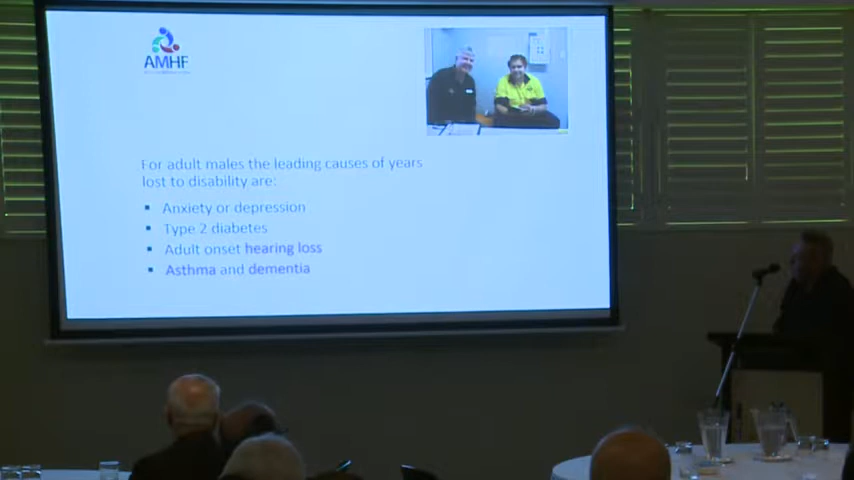 AMHF
For adult males the leading causes of years
lost to disability are:
▪ Anxiety or depression
▪ Type 2 diabetes
▪ Adult onset hearing loss
▪ Asthma and dementia